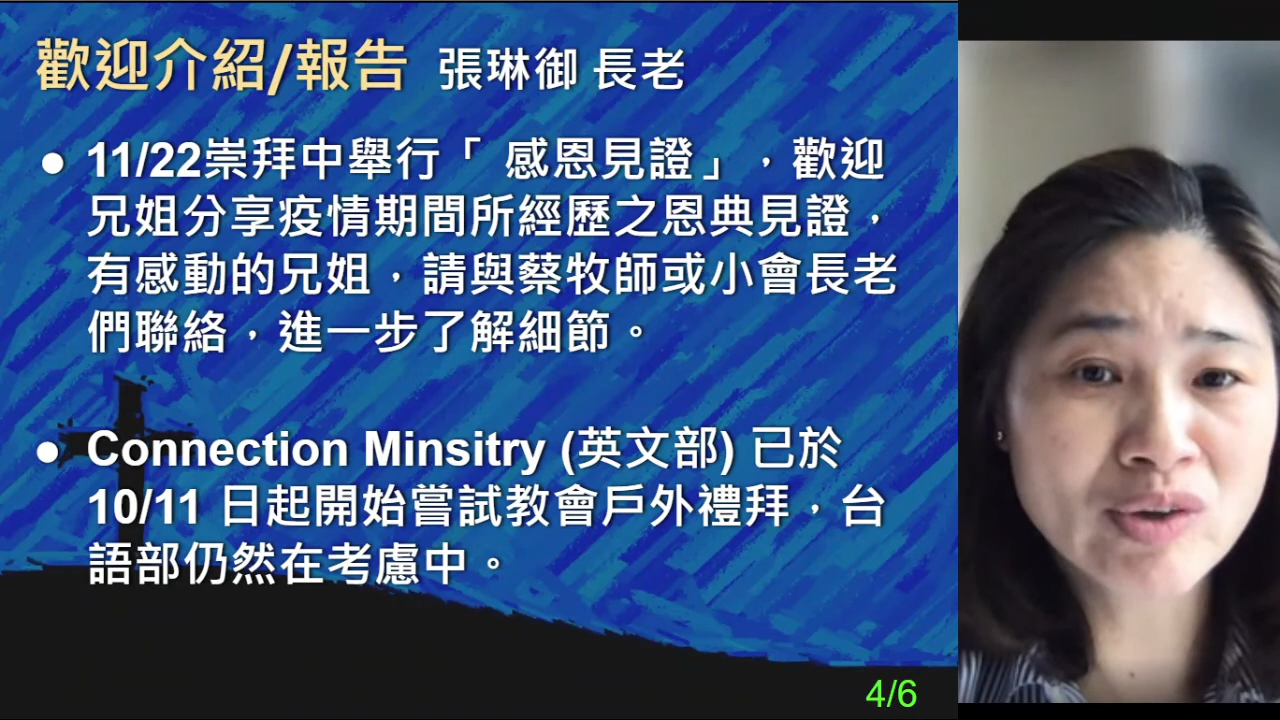 歡迎介紹/報告 張琳御 長老
● 11/22崇拜中舉行「 感恩見證」，歡迎
兄姐分享疫情期間所經歷之恩典見證，
有感動的兄姐，請與蔡牧師或小會長老
們聯絡，進一步了解細節。
● Connection Minsitry (英文部) 已於
10/11 日起開始嘗試教會戶外禮拜，台
語部仍然在考慮中。
4/6